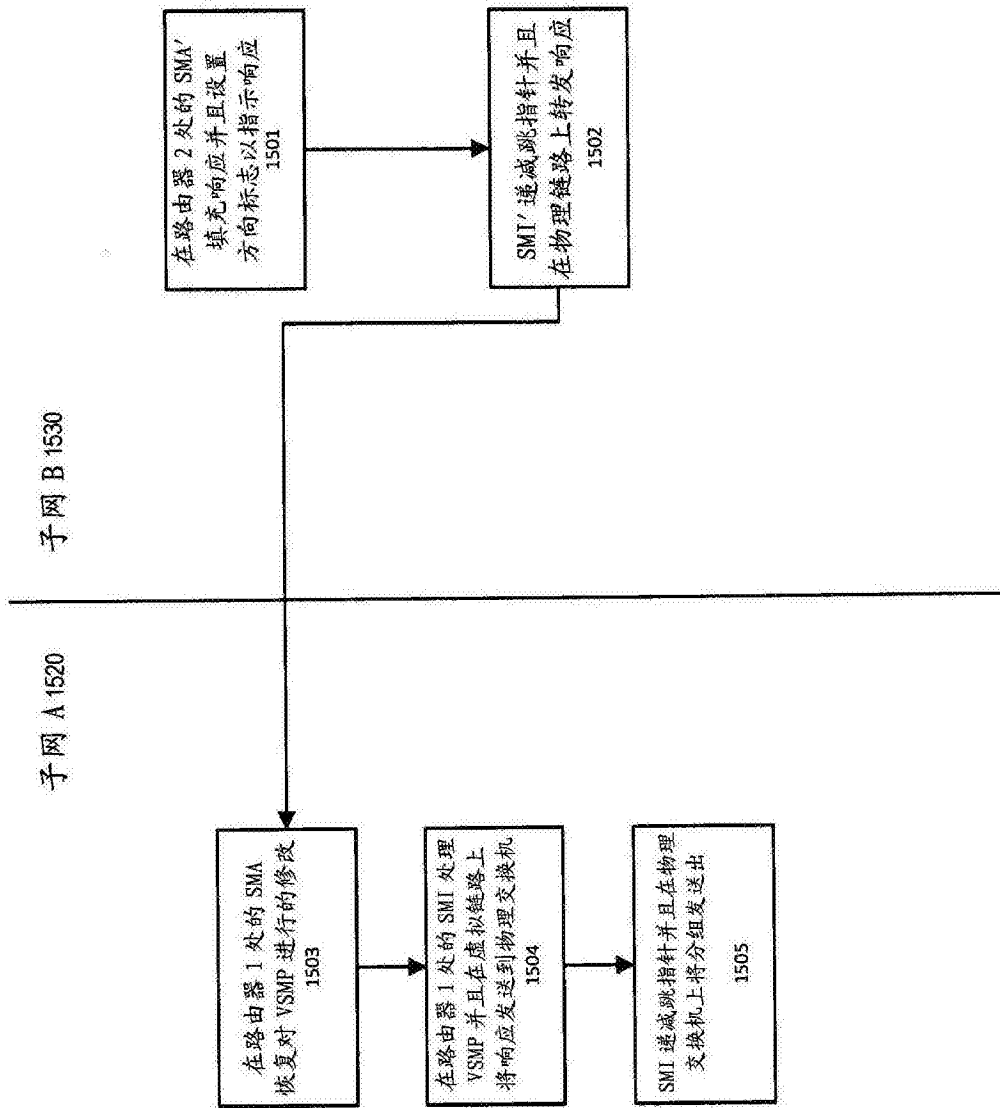 子网 A 1520
子网 B 1530
在路由器 2 处的 SMA'
填充响应并且设置
方向标志以指示响应
1501
SMI' 递减跳指针并且
在物理链路上转发响应
1502
在路由器 1 处的 SMA
恢复对 VSMP 进行的修改
1503
在路由器 1 处的 SMI 处理
VSMP 并且在虚拟链路上
将响应发送到物理交换机
1504
SMI 递减跳指针并且在物理
交换机上将分组发送出
1505